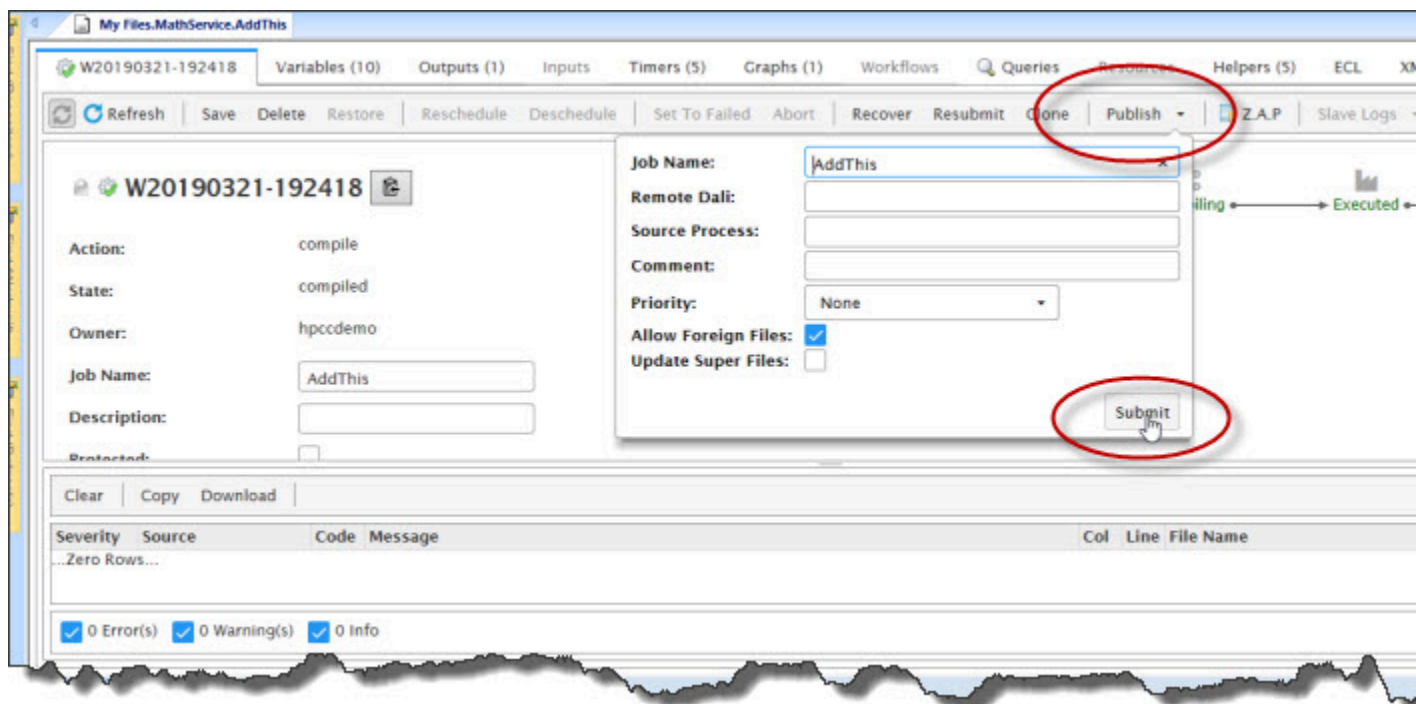 My Files.MathService.AddThis
W20190321-192418 Variables (10) Outputs (1) Inputs Timers (5) Graphs (1) Workflows Queries Resources Helpers (5) ECL
Refresh Save Delete Restore Reschedule Deschedule Set To Failed Abort Recover Resubmit Clone Publish Z.A.P Slave Logs
W20190321-192418
Action: compile
State: compiled
Owner: hpccdemo
Job Name: AddThis
Description:
Protected:
Job Name: AddThis
Remote Dali:
Source Process:
Comment:
Priority: None
Allow Foreign Files:
Update Super Files:
Submit
Executed
Clear Copy Download
Severity Source Code Message Col Line File Name
...Zero Rows...
0 Error(s) 0 Warning(s) 0 Info